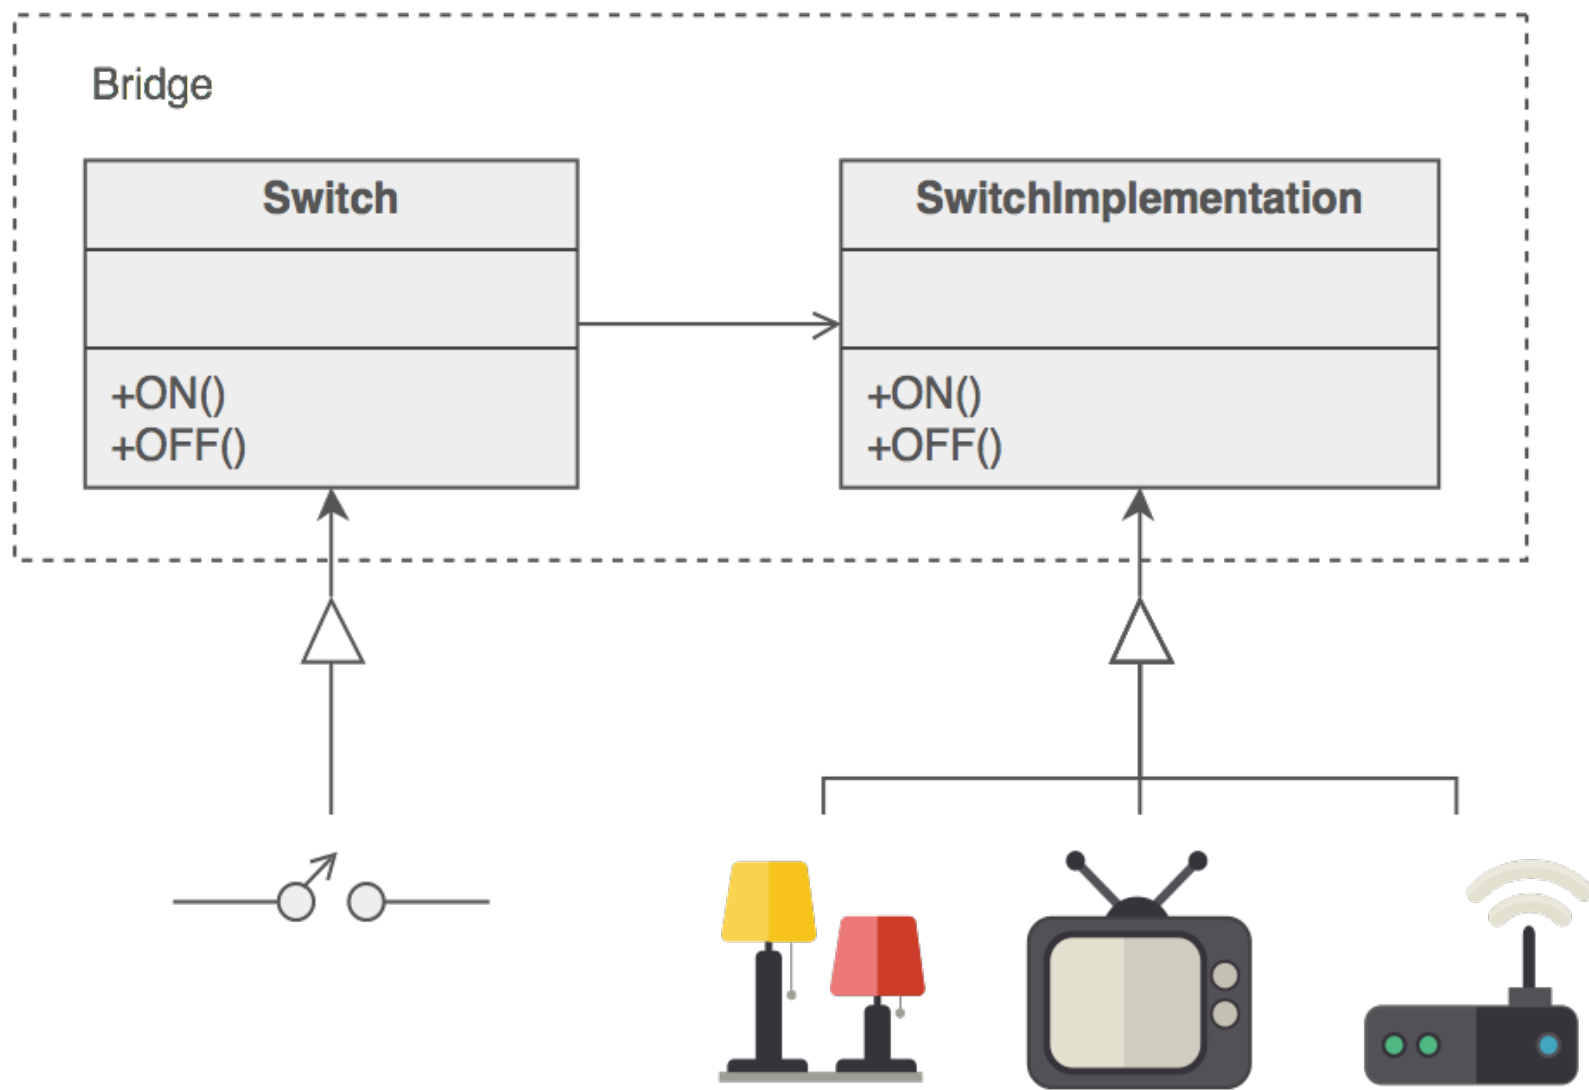 Bridge
Switch
+ON()
+OFF()
SwitchImplementation
+ON()
+OFF()